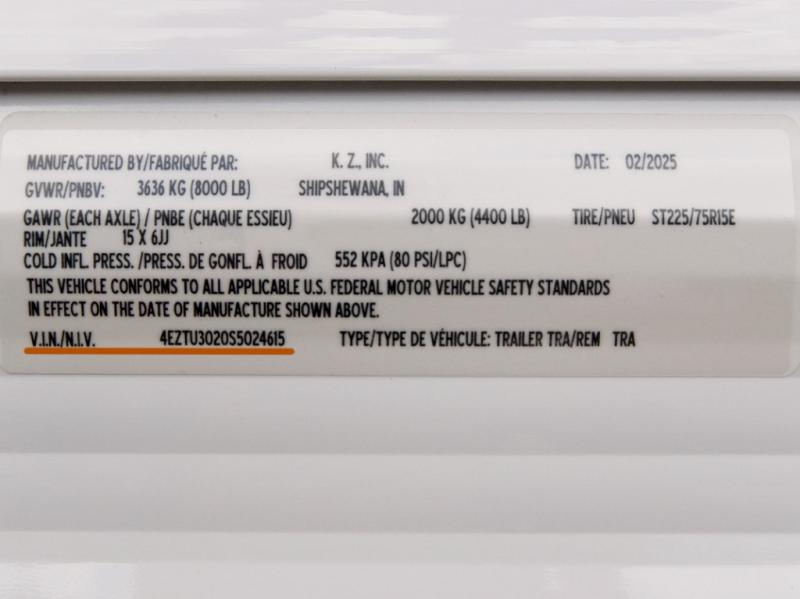 MANUFACTURED BY/FABRIQUÉ PAR: K. Z., INC. DATE: 02/2025
GVWR/PNBV: 3636 KG (8000 LB) SHIPSHEWANA, IN
GAWR (EACH AXLE) / PNBE (CHAQUE ESSIEU) 2000 KG (4400 LB) TIRE/PNEU ST225/75R15E
RIM/JANTE 15 X 6JJ
COLD INFL. PRESS. /PRESS. DE GONFL. À FROID 552 KPA (80 PSI/LPC)
THIS VEHICLE CONFORMS TO ALL APPLICABLE U.S. FEDERAL MOTOR VEHICLE SAFETY STANDARDS
IN EFFECT ON THE DATE OF MANUFACTURE SHOWN ABOVE.
V.I.N./N.I.V. 4EZTU3020S5024615 TYPE/TYPE DE VÉHICULE: TRAILER TRA/REM TRA